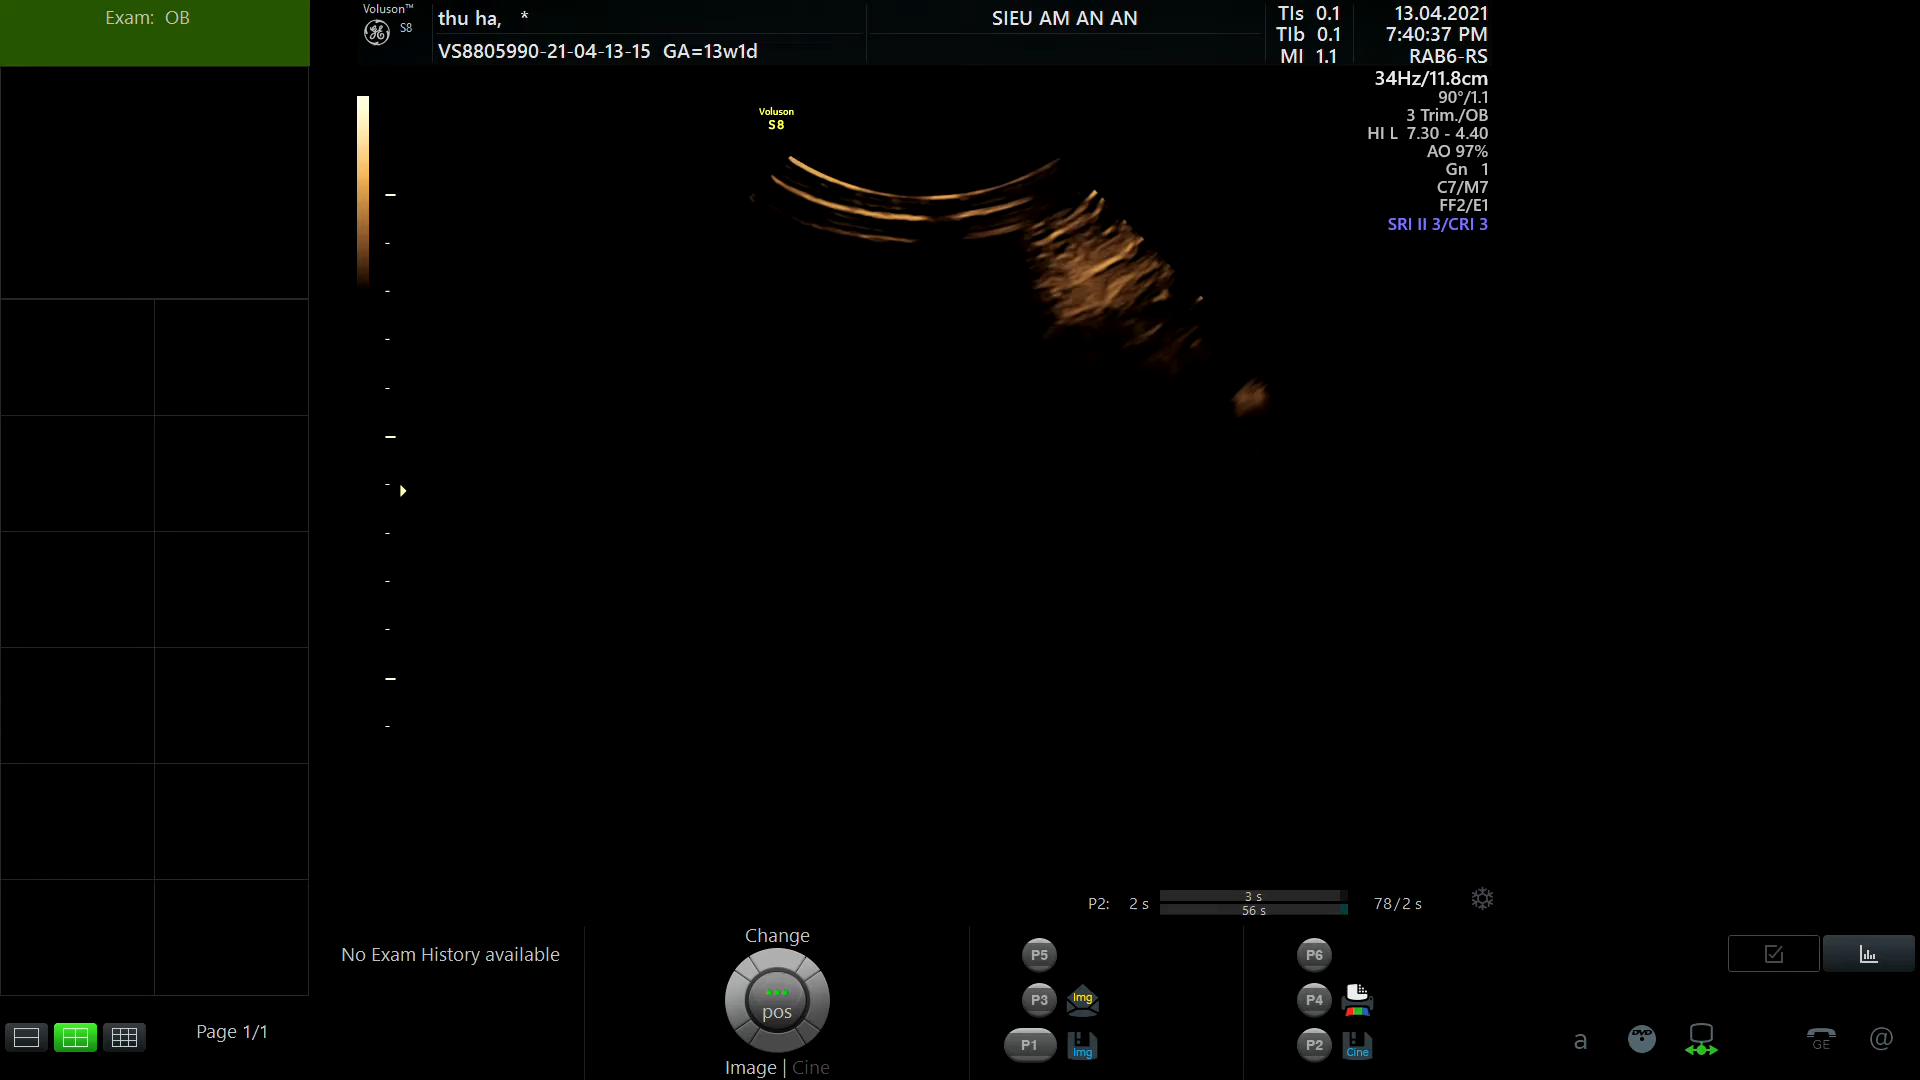 Exam: OB
Voluson™
S8
thu ha, *
VS8805990-21-04-13-15 GA=13w1d
SIEU AM AN AN
TIs 0.1
TIb 0.1
MI 1.1
13.04.2021
7:40:37 PM
RAB6-RS
34Hz/11.8cm
90°/1.1
3 Trim./OB
HI L 7.30 - 4.40
AO 97%
Gn 1
C7/M7
FF2/E1
SRI II 3/CRI 3
Voluson
S8
P2: 2 s
3 s
56 s
78/2 s
No Exam History available
Change
pos
Image | Cine
P5
P3 Img
P1 Img
P6
P4
P2 Cine
Page 1/1
a
DVD
GE
@